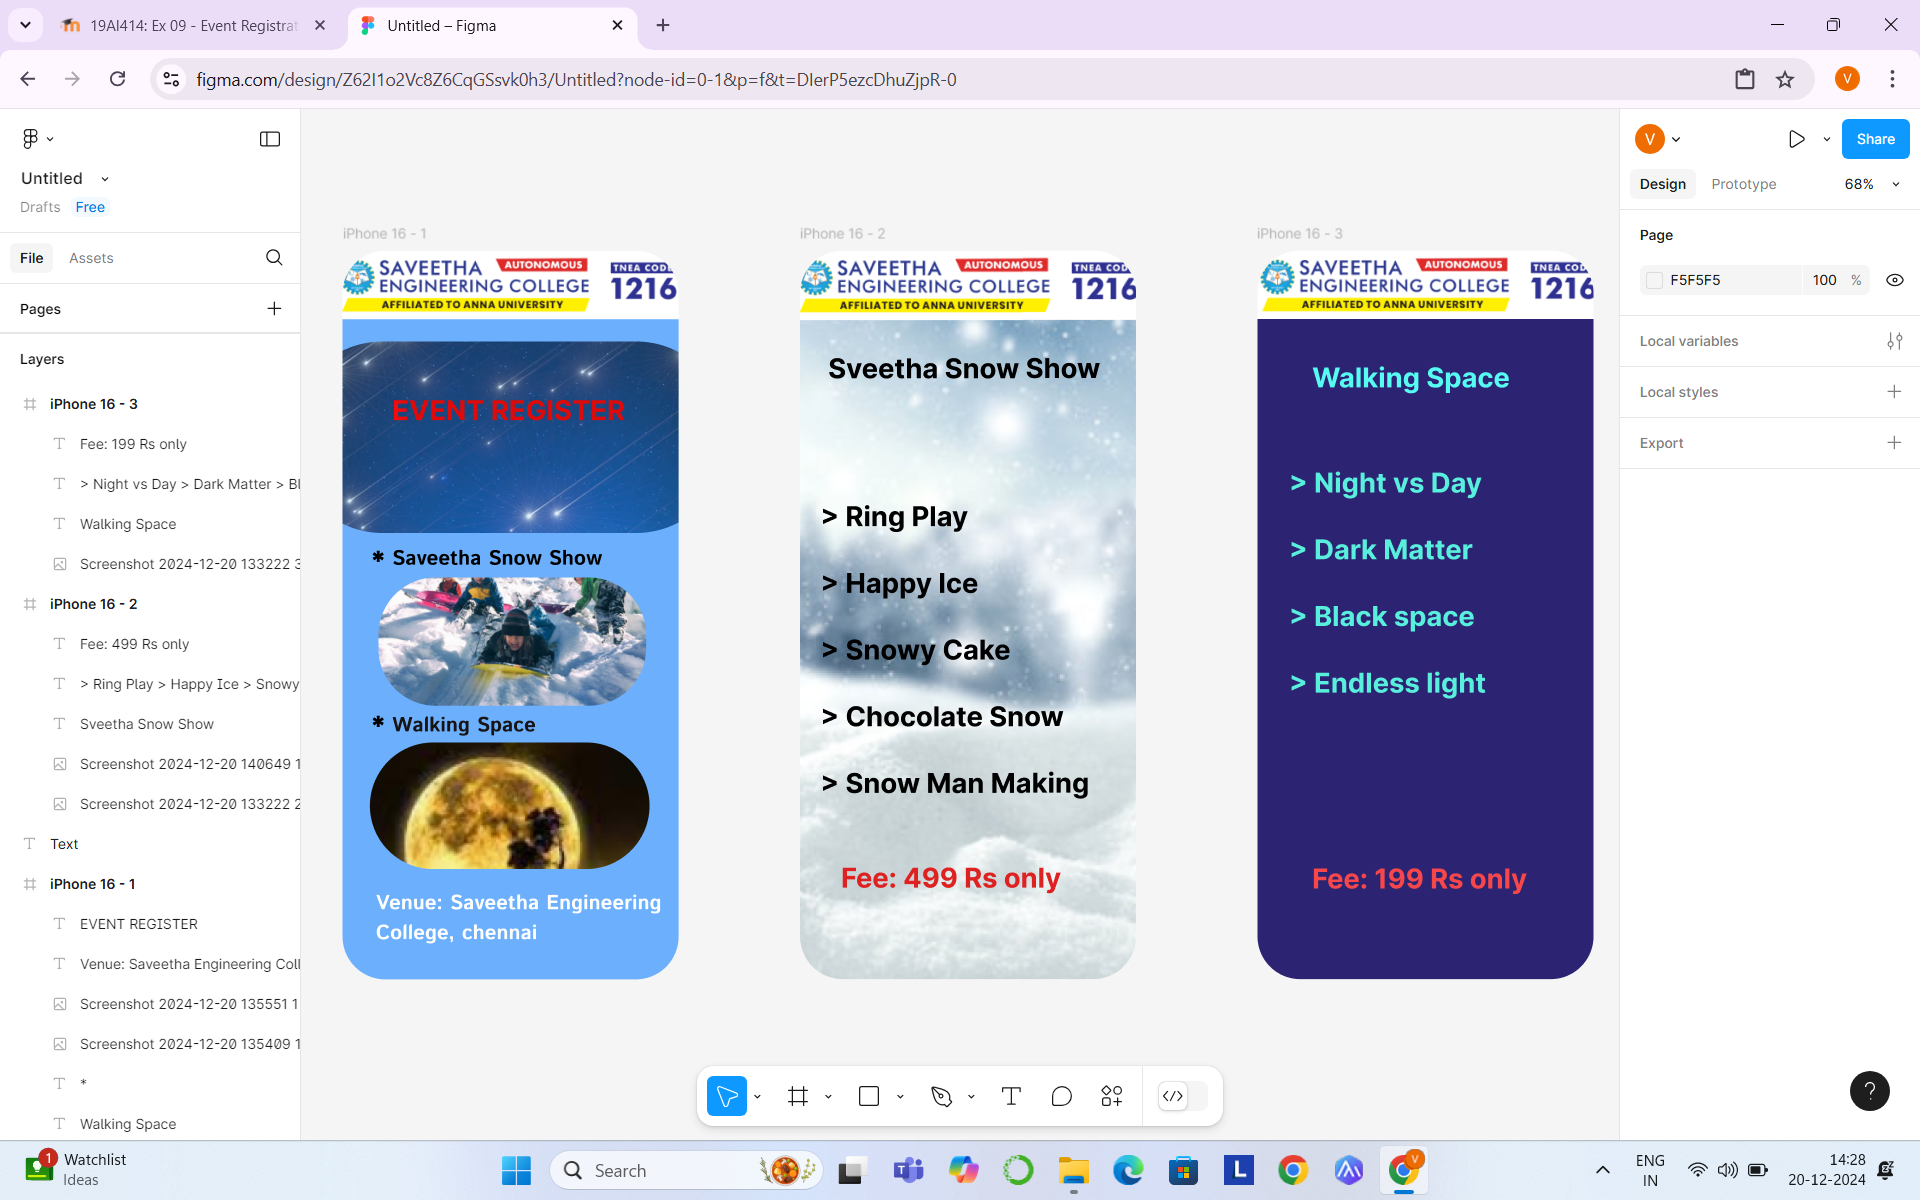 19AI414: Ex 09 - Event Registrat
Untitled – Figma
figma.com/design/Z62I1o2Vc8Z6CqGSsvk0h3/Untitled?node-id=0-1&p=f&t=DIerP5ezcDhuZjpR-0
V
Untitled
Drafts Free
File Assets
Pages
Layers
iPhone 16 - 3
Fee: 199 Rs only
> Night vs Day > Dark Matter > Bl
Walking Space
Screenshot 2024-12-20 133222 3
iPhone 16 - 2
Fee: 499 Rs only
> Ring Play > Happy Ice > Snowy
Sveetha Snow Show
Screenshot 2024-12-20 140649 1
Screenshot 2024-12-20 133222 2
Text
iPhone 16 - 1
EVENT REGISTER
Venue: Saveetha Engineering Coll
Screenshot 2024-12-20 135551 1
Screenshot 2024-12-20 135409 1
*
Walking Space
iPhone 16 - 1
SAVEETHA AUTONOMOUS
ENGINEERING COLLEGE
AFFILIATED TO ANNA UNIVERSITY
TNEA CODE
1216
EVENT REGISTER
* Saveetha Snow Show
* Walking Space
Venue: Saveetha Engineering
College, chennai
iPhone 16 - 2
SAVEETHA AUTONOMOUS
ENGINEERING COLLEGE
AFFILIATED TO ANNA UNIVERSITY
TNEA COD
1216
Sveetha Snow Show
> Ring Play
> Happy Ice
> Snowy Cake
> Chocolate Snow
> Snow Man Making
Fee: 499 Rs only
iPhone 16 - 3
SAVEETHA AUTONOMOUS
ENGINEERING COLLEGE
AFFILIATED TO ANNA UNIVERSITY
TNEA COD
1216
Walking Space
> Night vs Day
> Dark Matter
> Black space
> Endless light
Fee: 199 Rs only
V
Share
Design Prototype 68%
Page
F5F5F5 100 %
Local variables
Local styles
Export
?
1
Watchlist
Ideas
Search
L
V
ENG
IN
14:28
20-12-2024